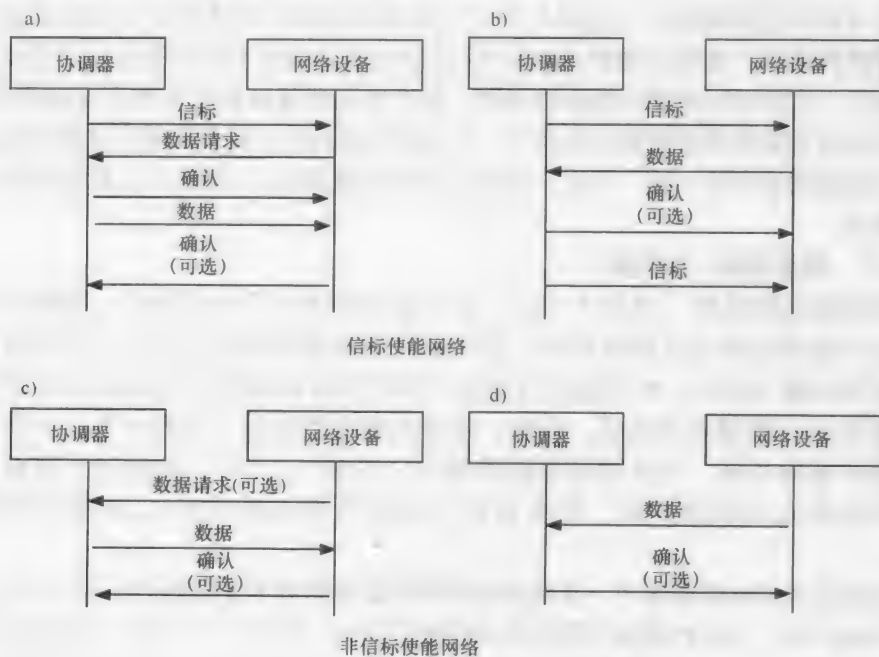 a)
协调器
网络设备
信标
数据请求
确认
数据
确认
(可选)
b)
协调器
网络设备
信标
数据
确认
(可选)
信标
信标使能网络
c)
协调器
网络设备
数据请求(可选)
数据
确认
(可选)
d)
协调器
网络设备
数据
确认
(可选)
非信标使能网络